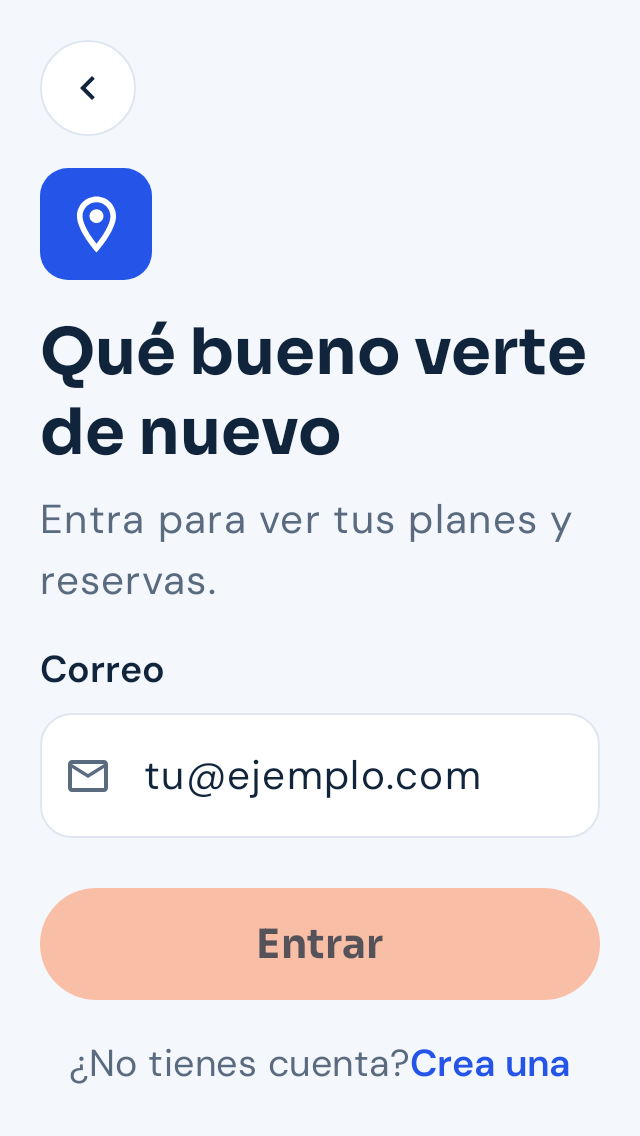 Qué bueno verte
de nuevo
Entra para ver tus planes y
reservas.
Correo
tu@ejemplo.com
Entrar
¿No tienes cuenta?Crea una